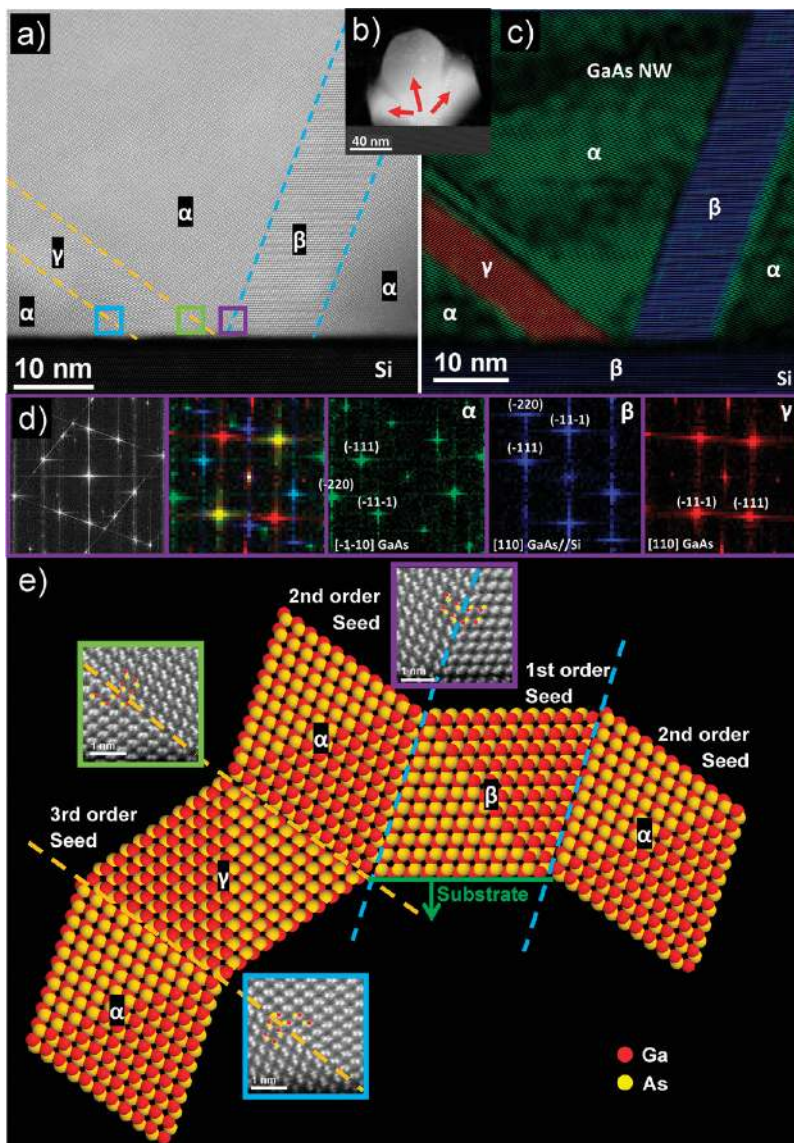 a)
b)
c)
GaAs NW
40 nm
α
α
β
β
γ
γ
α
α
α
α
10 nm
Si
10 nm
β
Si
d)
α
(-220)
(-11-1)
β
γ
(-111)
(-111)
(-220)
(-11-1)
(-11-1)
(-111)
[-1-10] GaAs
[110] GaAs//Si
[110] GaAs
e)
2nd order
Seed
1 nm
1st order
Seed
1 nm
2nd order
Seed
α
β
3rd order
Seed
α
γ
Substrate
α
1 nm
Ga
As